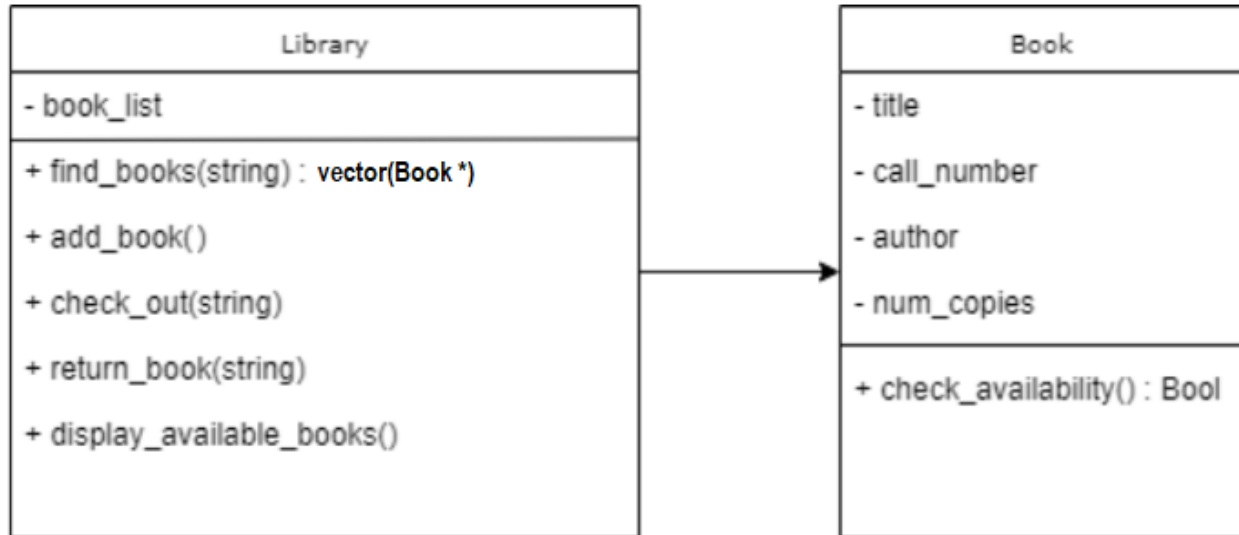 Library
- book_list
+ find_books(string) : vector(Book *)
+ add_book()
+ check_out(string)
+ return_book(string)
+ display_available_books()
Book
- title
- call_number
- author
- num_copies
+ check_availability() : Bool